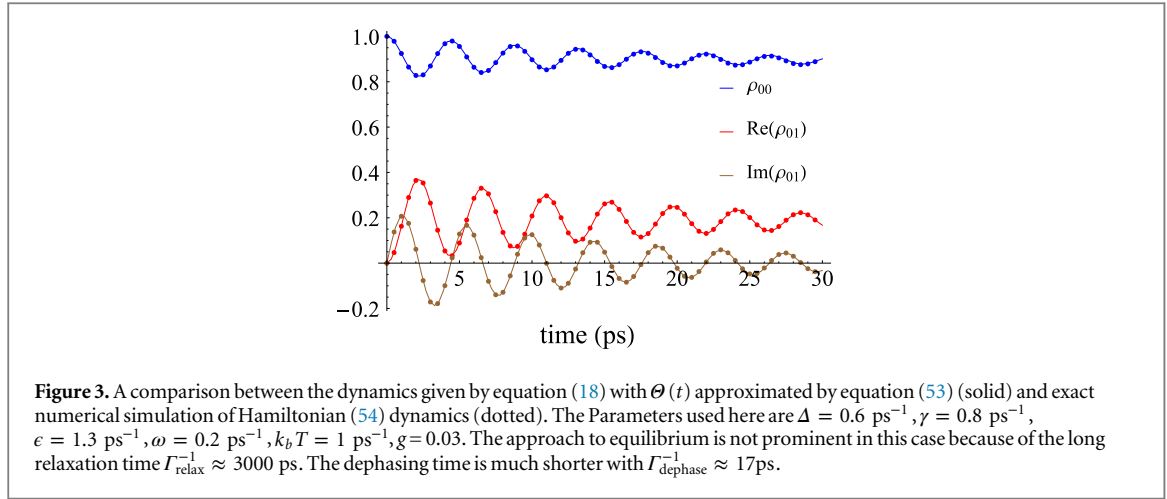 1.0
0.8
0.6
0.4
0.2
−0.2
ρ00
Re(ρ01)
Im(ρ01)
5 10 15 20 25 30
time (ps)
Figure 3. A comparison between the dynamics given by equation (18) with Θ(t) approximated by equation (53) (solid) and exact
numerical simulation of Hamiltonian (54) dynamics (dotted). The Parameters used here are Δ = 0.6 ps⁻¹, γ = 0.8 ps⁻¹,
ϵ = 1.3 ps⁻¹, ω = 0.2 ps⁻¹, k_bT = 1 ps⁻¹, g = 0.03. The approach to equilibrium is not prominent in this case because of the long
relaxation time Γ_relax⁻¹ ≈ 3000 ps. The dephasing time is much shorter with Γ_dephase⁻¹ ≈ 17ps.